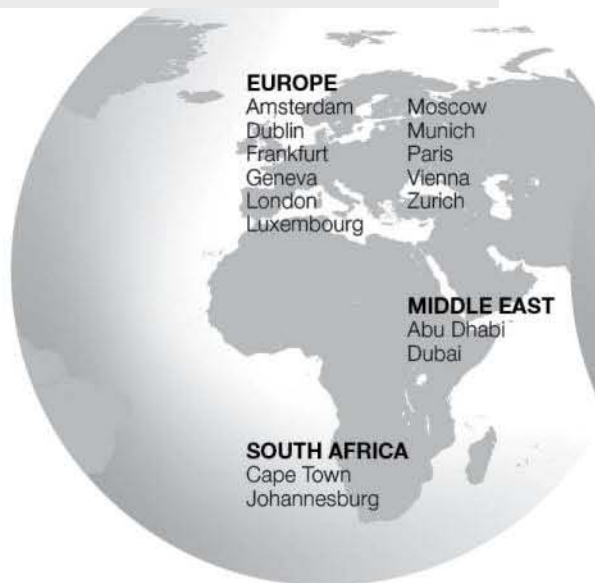 EUROPE
Amsterdam
Dublin
Frankfurt
Geneva
London
Luxembourg
Moscow
Munich
Paris
Vienna
Zurich
MIDDLE EAST
Abu Dhabi
Dubai
SOUTH AFRICA
Cape Town
Johannesburg